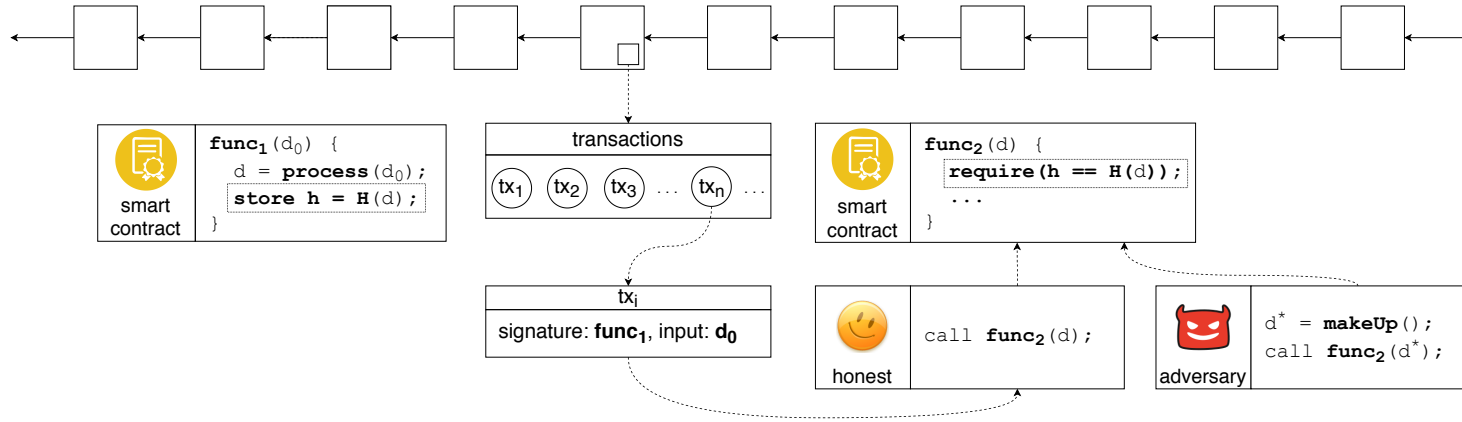 func₁(d₀) {
d = process(d₀);
store h = H(d);
}
smart
contract
transactions
tx₁ tx₂ tx₃ ... txₙ ...
func₂(d) {
require(h == H(d));
...
}
smart
contract
txᵢ
signature: func₁, input: d₀
call func₂(d);
honest
d* = makeUp();
call func₂(d*);
adversary